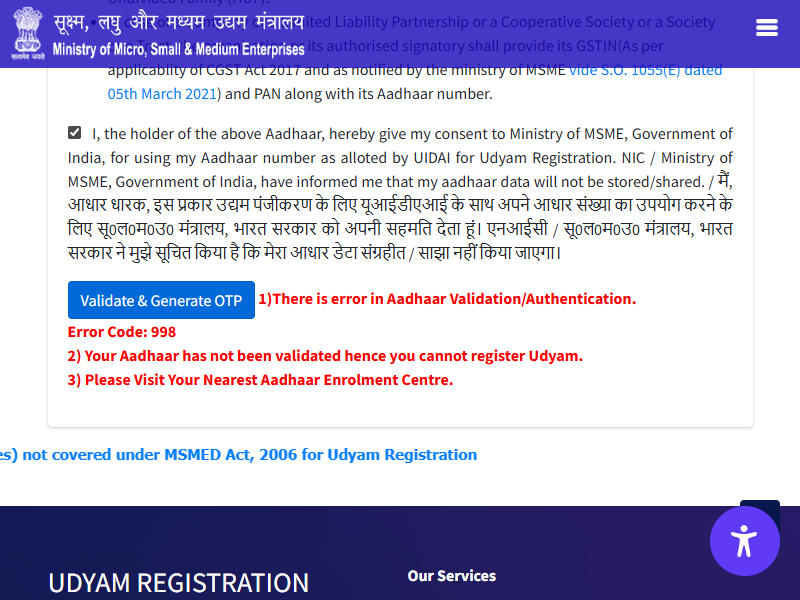 सूक्ष्म, लघु और मध्यम उद्यम मंत्रालय
Ministry of Micro, Small & Medium Enterprises
सत्यमेव जयते
Liability Partnership or a Cooperative Society or a Society
its authorised signatory shall provide its GSTIN(As per
applicablity of CGST Act 2017 and as notified by the ministry of MSME vide S.O. 1055(E) dated
05th March 2021) and PAN along with its Aadhaar number.
I, the holder of the above Aadhaar, hereby give my consent to Ministry of MSME, Government of
India, for using my Aadhaar number as alloted by UIDAI for Udyam Registration. NIC / Ministry of
MSME, Government of India, have informed me that my aadhaar data will not be stored/shared. / मैं,
आधार धारक, इस प्रकार उद्यम पंजीकरण के लिए यूआईडीएआई के साथ अपने आधार संख्या का उपयोग करने के
लिए सू0ल0म0उ0 मंत्रालय, भारत सरकार को अपनी सहमति देता हूं। एनआईसी / सू0ल0म0उ0 मंत्रालय, भारत
सरकार ने मुझे सूचित किया है कि मेरा आधार डेटा संग्रहीत / साझा नहीं किया जाएगा।
Validate & Generate OTP 1)There is error in Aadhaar Validation/Authentication.
Error Code: 998
2) Your Aadhaar has not been validated hence you cannot register Udyam.
3) Please Visit Your Nearest Aadhaar Enrolment Centre.
es) not covered under MSMED Act, 2006 for Udyam Registration
UDYAM REGISTRATION
Our Services